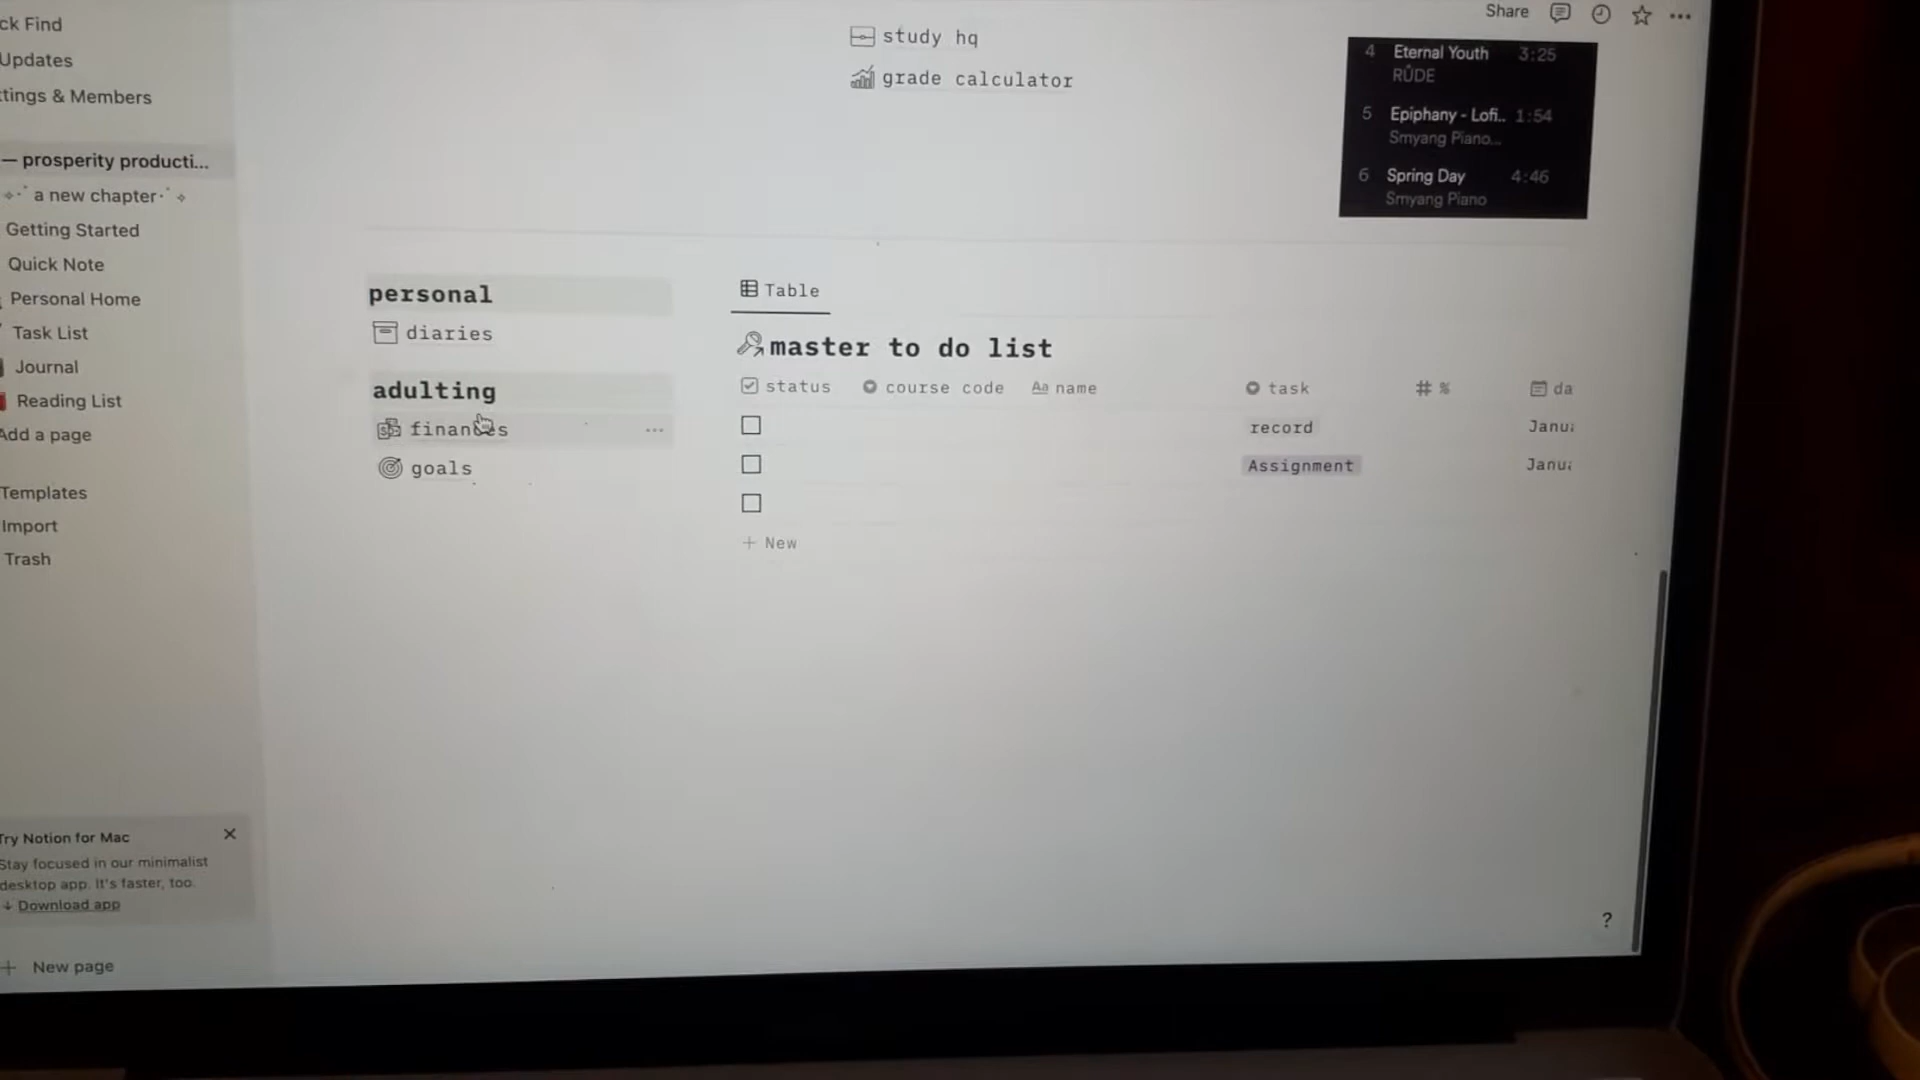 ck Find
Updates
ttings & Members
— prosperity producti...
a new chapter
Getting Started
Quick Note
Personal Home
Task List
Journal
Reading List
Add a page
Templates
Import
Trash
Try Notion for Mac
Stay focused in our minimalist
desktop app. It's faster, too.
↓ Download app
+ New page
Share
study hq
grade calculator
4 Eternal Youth 3:25
RŮDE
5 Epiphany - Lofi.. 1:54
Smyang Piano...
6 Spring Day 4:46
Smyang Piano
personal
diaries
adulting
finances
goals
Table
master to do list
status course code Aa name task # % da
record Janu
Assignment Janu
+ New
?